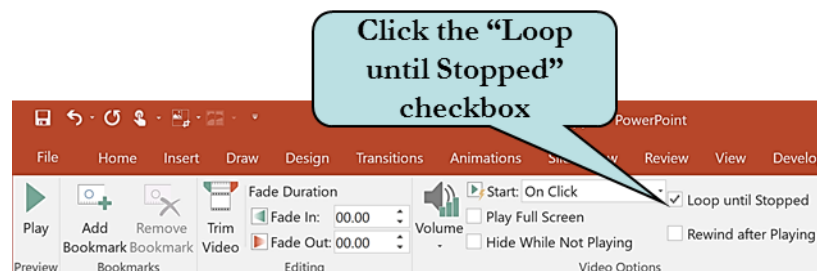 Click the “Loop
until Stopped”
checkbox
PowerPoint
File Home Insert Draw Design Transitions Animations Review View Develo
Fade Duration
Start: On Click
Loop until Stopped
Fade In: 00.00
Play Full Screen
Play Add Remove Trim Volume
Bookmark Bookmark Video
Fade Out: 00.00
Hide While Not Playing
Rewind after Playing
Preview Bookmarks Editing Video Options